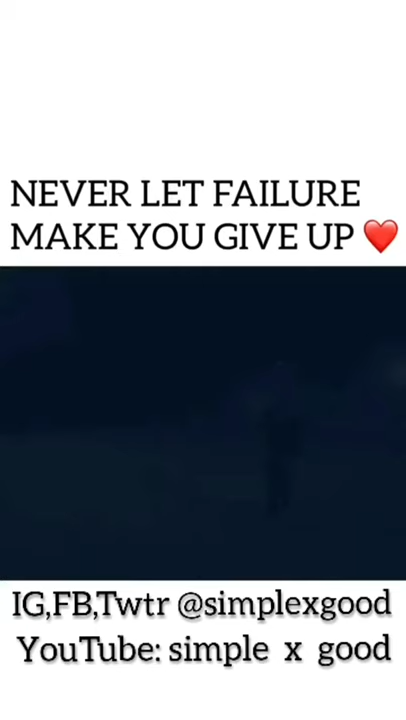 NEVER LET FAILURE
MAKE YOU GIVE UP ❤️
IG,FB,Twtr @simplexgood
YouTube: simple x good